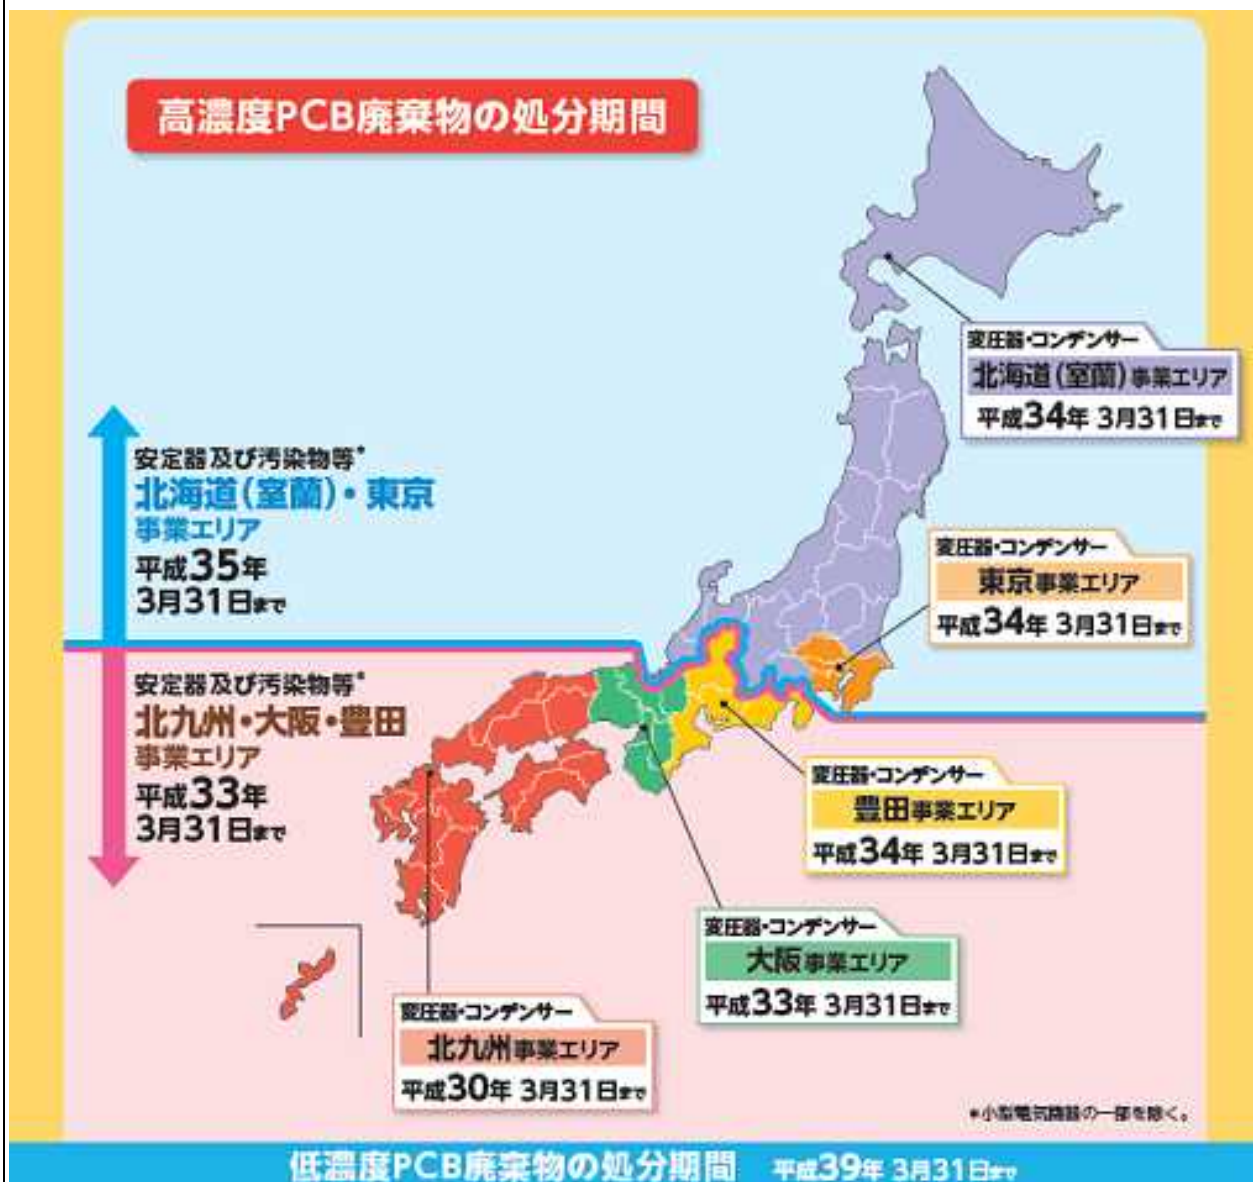 高濃度PCB廃棄物の処分期間
変圧器・コンデンサー
北海道（室蘭）事業エリア
平成34年 3月31日まで
安定器及び汚染物等*
北海道（室蘭）・東京
事業エリア
平成35年
3月31日まで
変圧器・コンデンサー
東京事業エリア
平成34年 3月31日まで
安定器及び汚染物等*
北九州・大阪・豊田
事業エリア
平成33年
3月31日まで
変圧器・コンデンサー
豊田事業エリア
平成34年 3月31日まで
変圧器・コンデンサー
大阪事業エリア
平成33年 3月31日まで
変圧器・コンデンサー
北九州事業エリア
平成30年 3月31日まで
*小型電気機器の一部を除く。
低濃度PCB廃棄物の処分期間 平成39年 3月31日まで